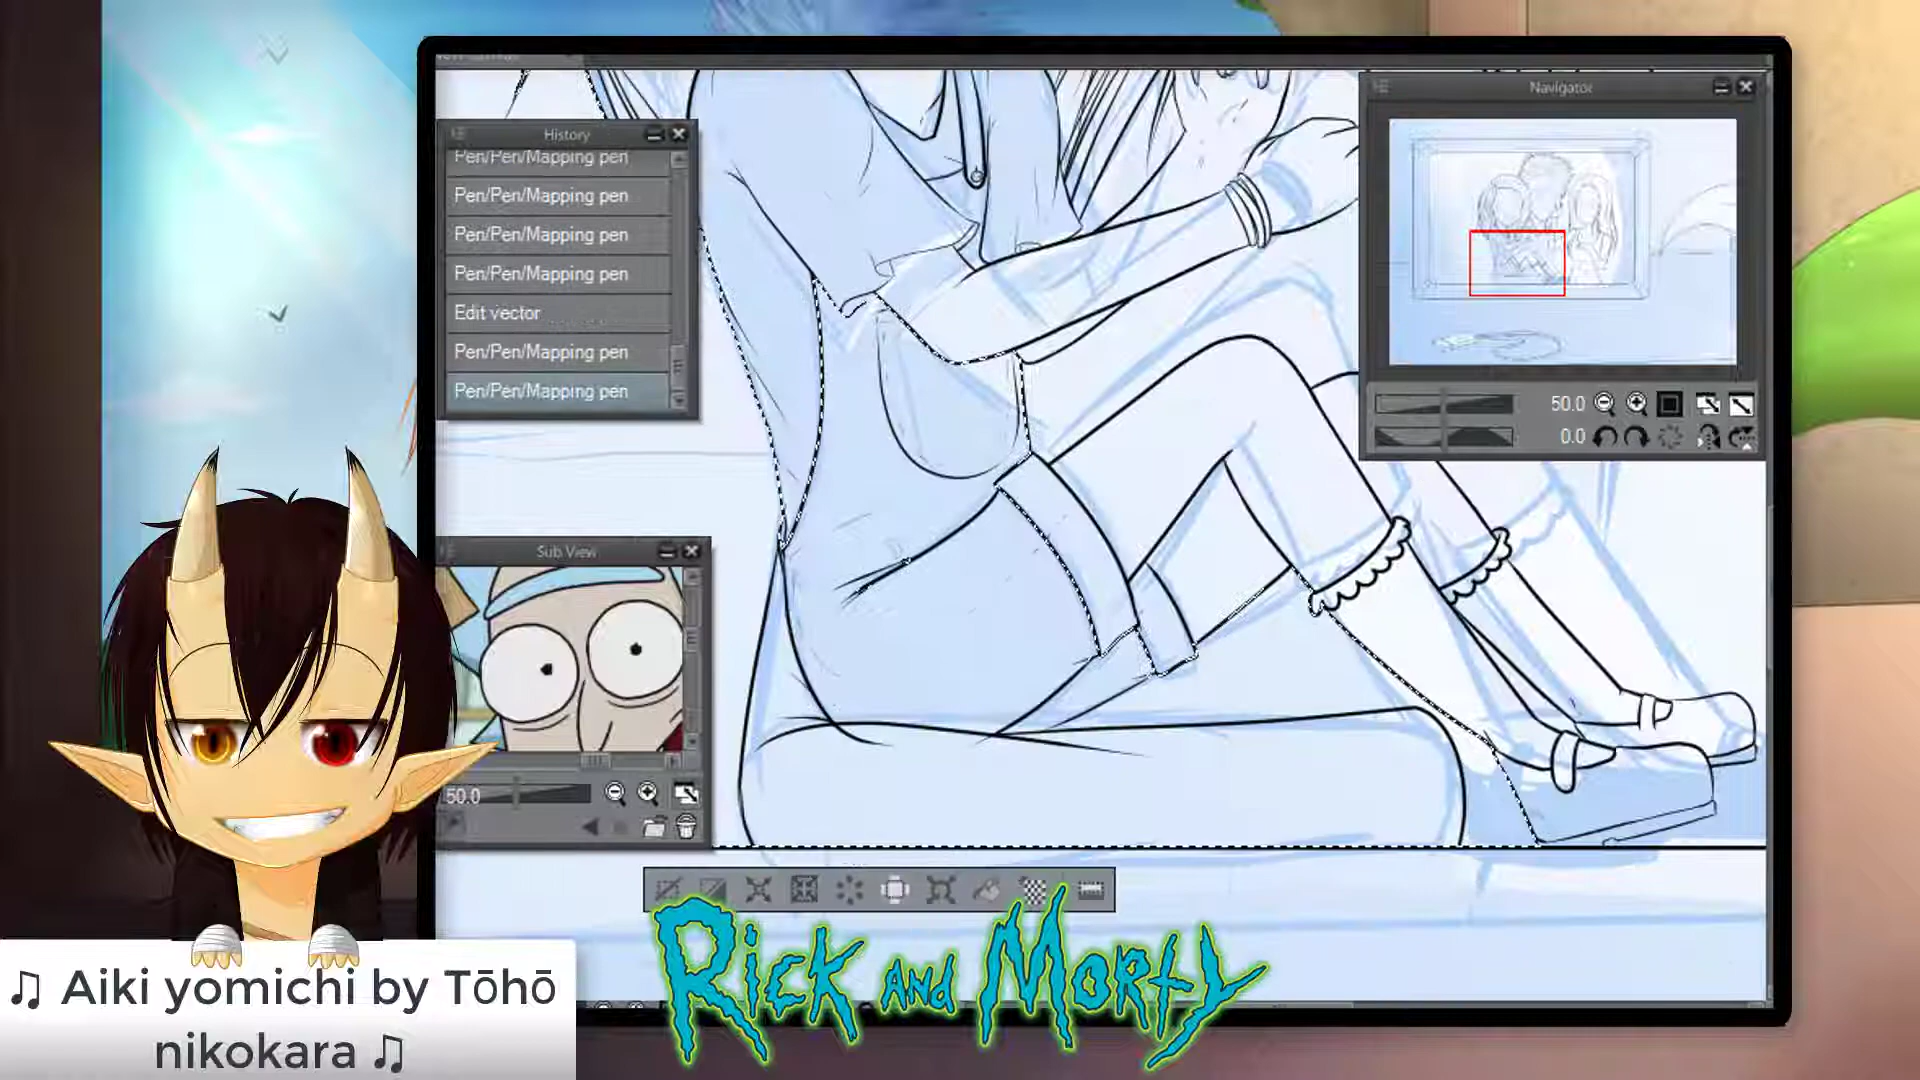 History
Pen/Pen/Mapping pen
Pen/Pen/Mapping pen
Pen/Pen/Mapping pen
Pen/Pen/Mapping pen
Edit vector
Pen/Pen/Mapping pen
Pen/Pen/Mapping pen
Navigator
50.0
0.0
Sub View
50.0
RICK AND MORTY
♫ Aiki yomichi by Tōhō
nikokara ♫